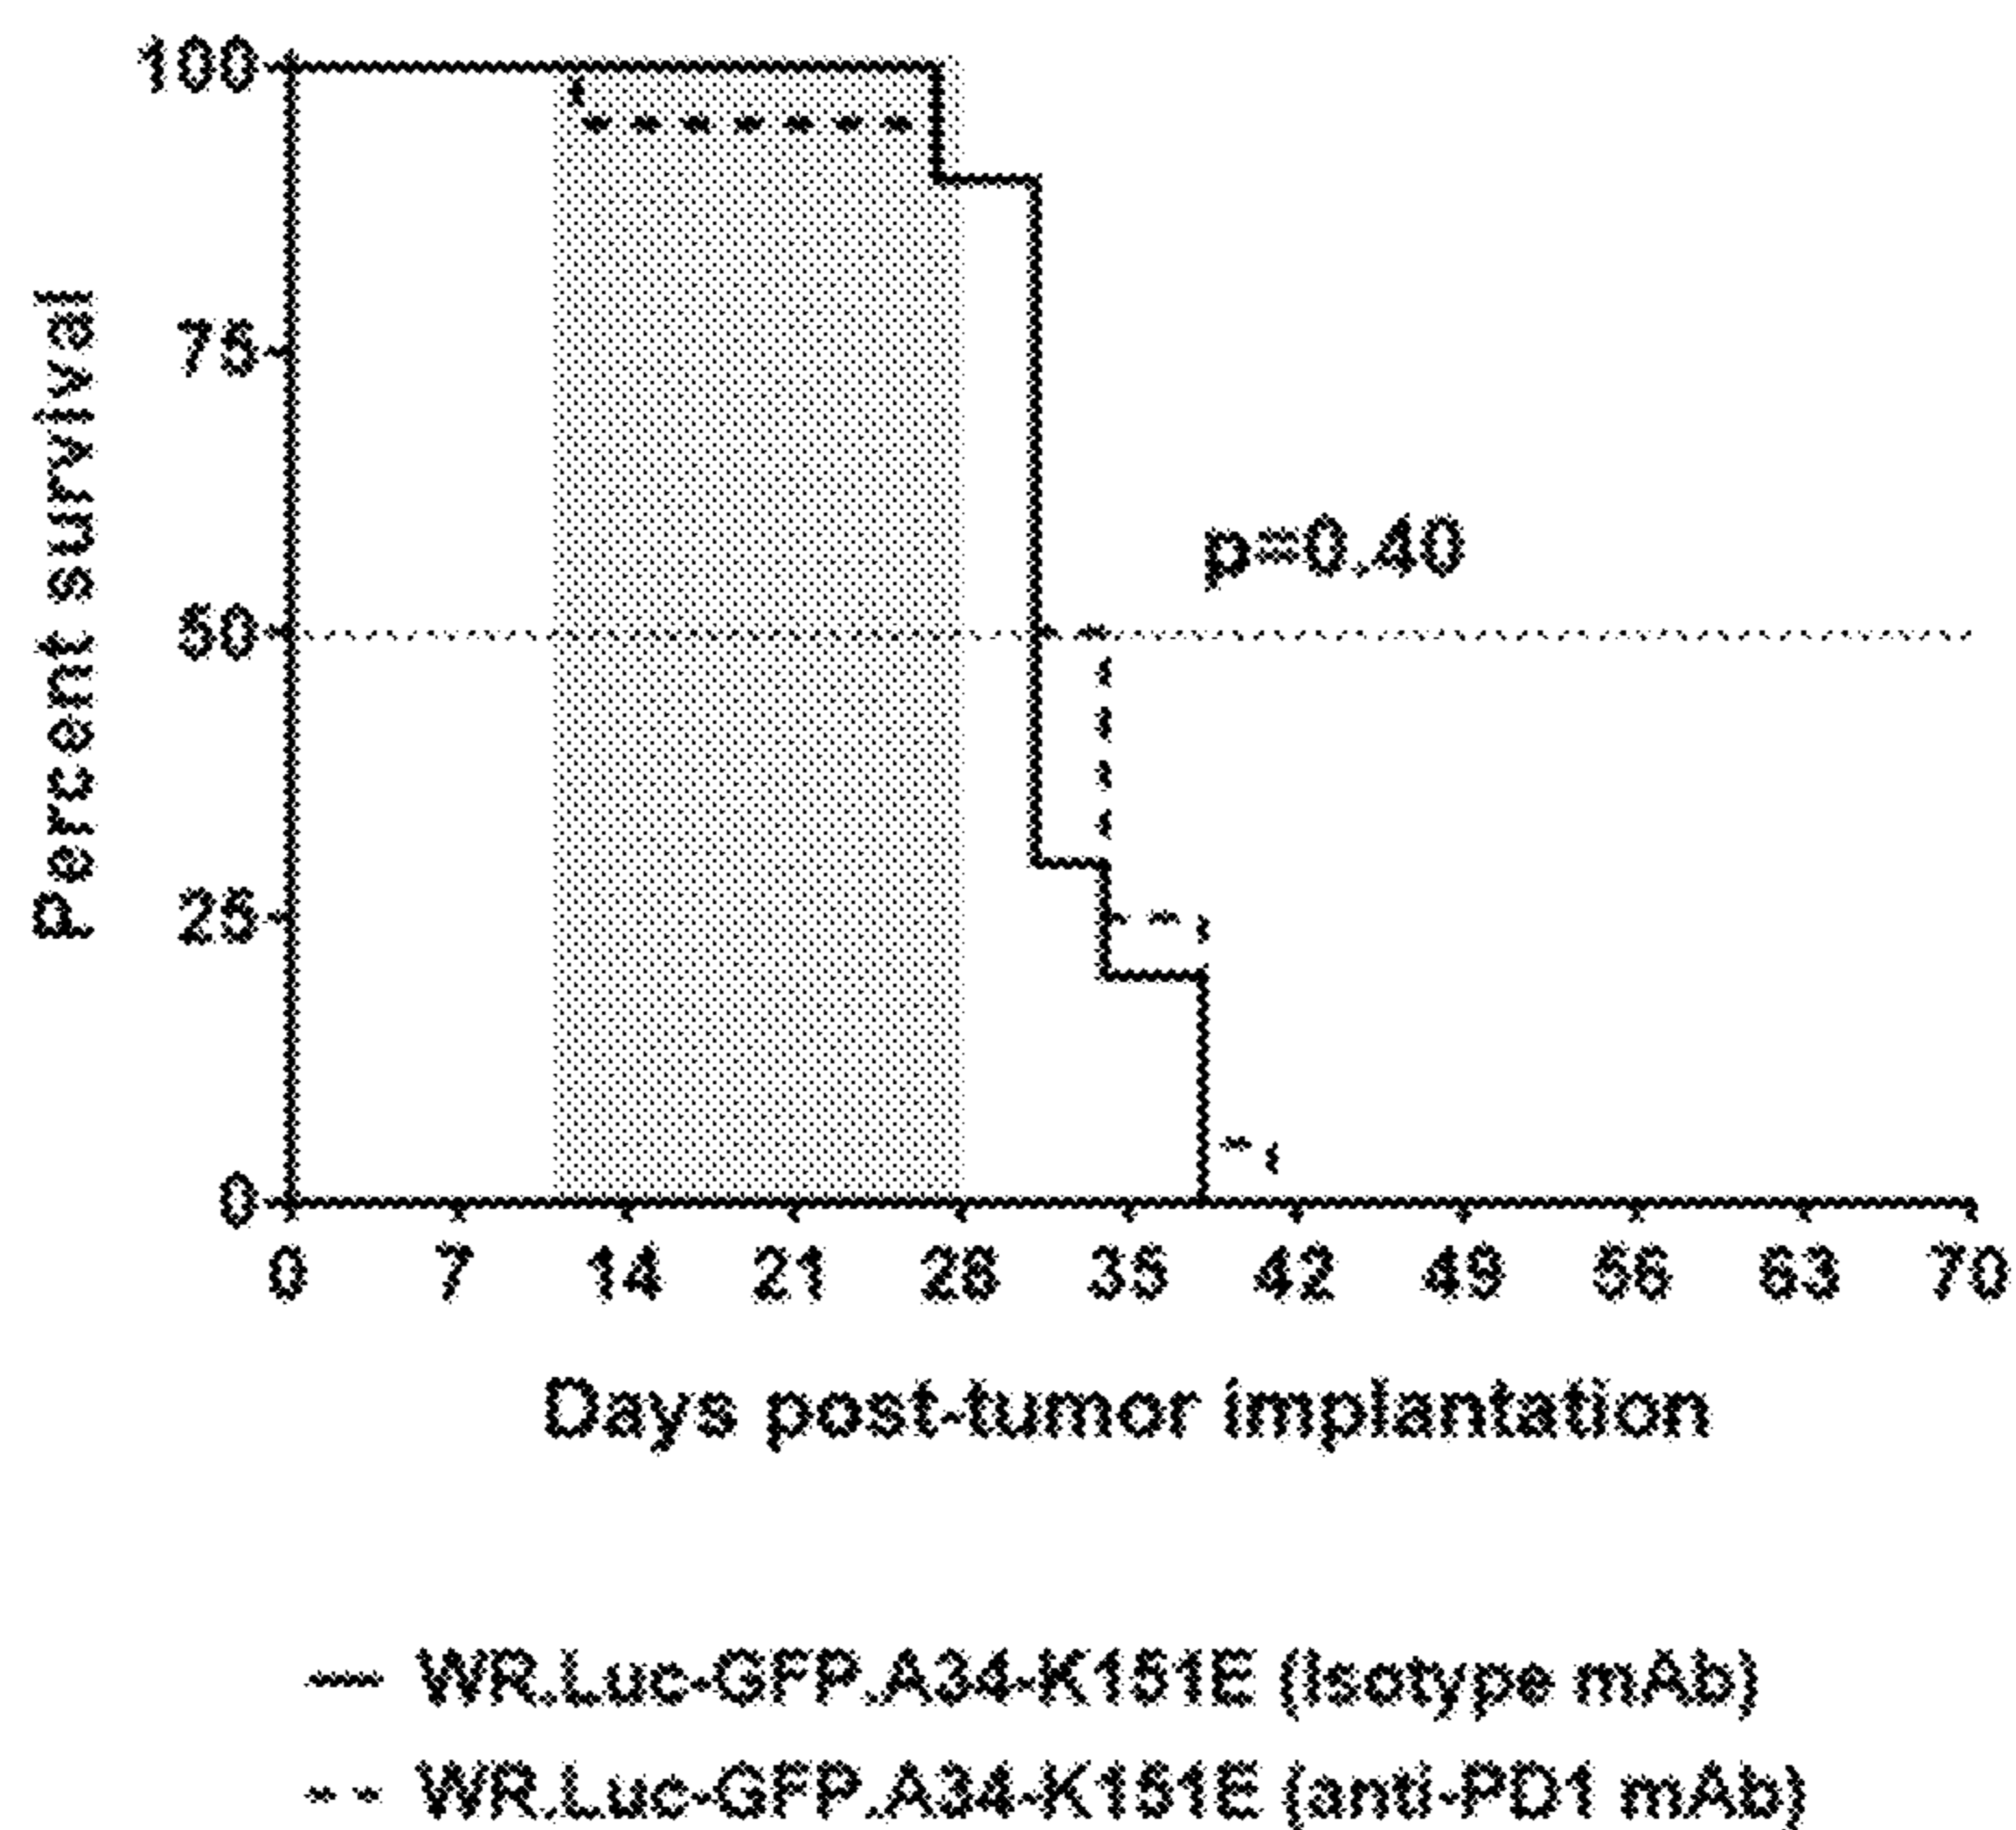 Percent survival
100
75
50
25
0
p=0.40
0 7 14 21 28 35 42 49 56 63 70
Days post-tumor implantation
WR.Luc-GFP.A34-K151E (Isotype mAb)
WR.Luc-GFP.A34-K151E (anti-PD1 mAb)